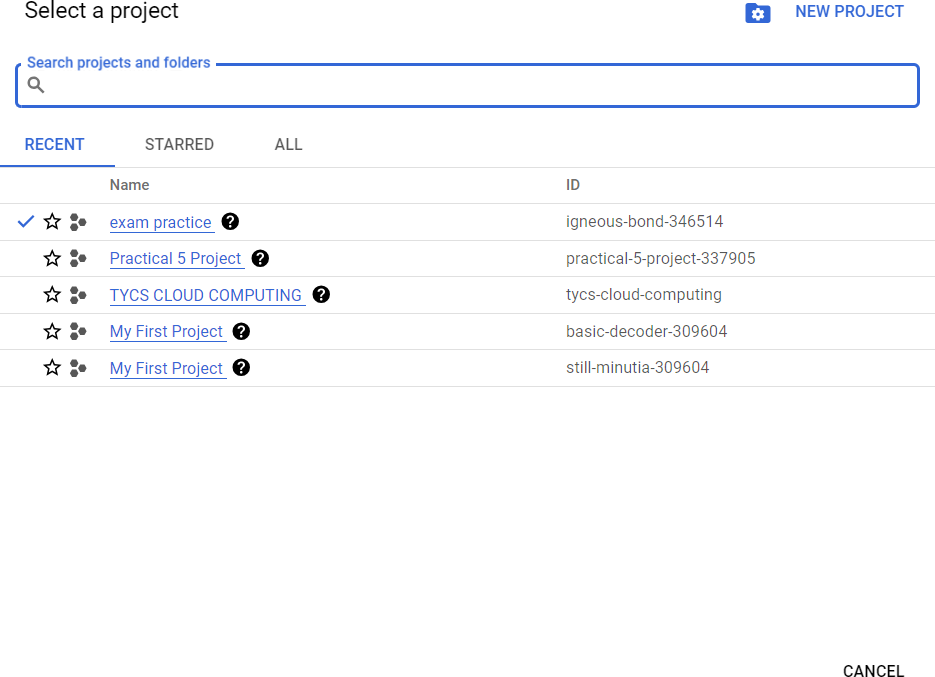 Select a project
NEW PROJECT
Search projects and folders
RECENT STARRED ALL
Name ID
exam practice igneous-bond-346514
Practical 5 Project practical-5-project-337905
TYCS CLOUD COMPUTING tycs-cloud-computing
My First Project basic-decoder-309604
My First Project still-minutia-309604
CANCEL